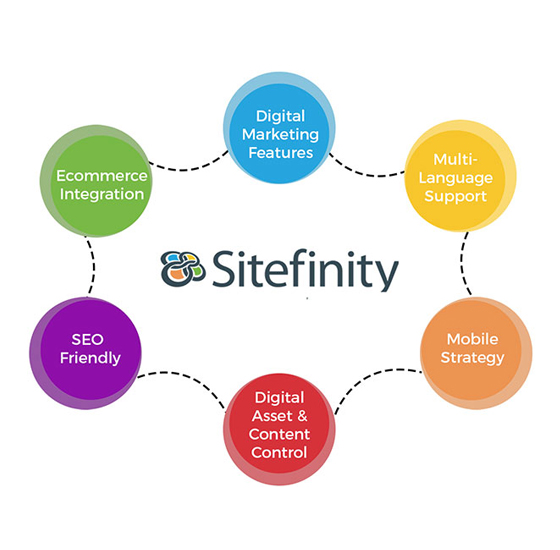 Digital
Marketing
Features
Multi-
Language
Support
Mobile
Strategy
Digital
Asset &
Content
Control
SEO
Friendly
Ecommerce
Integration
Sitefinity